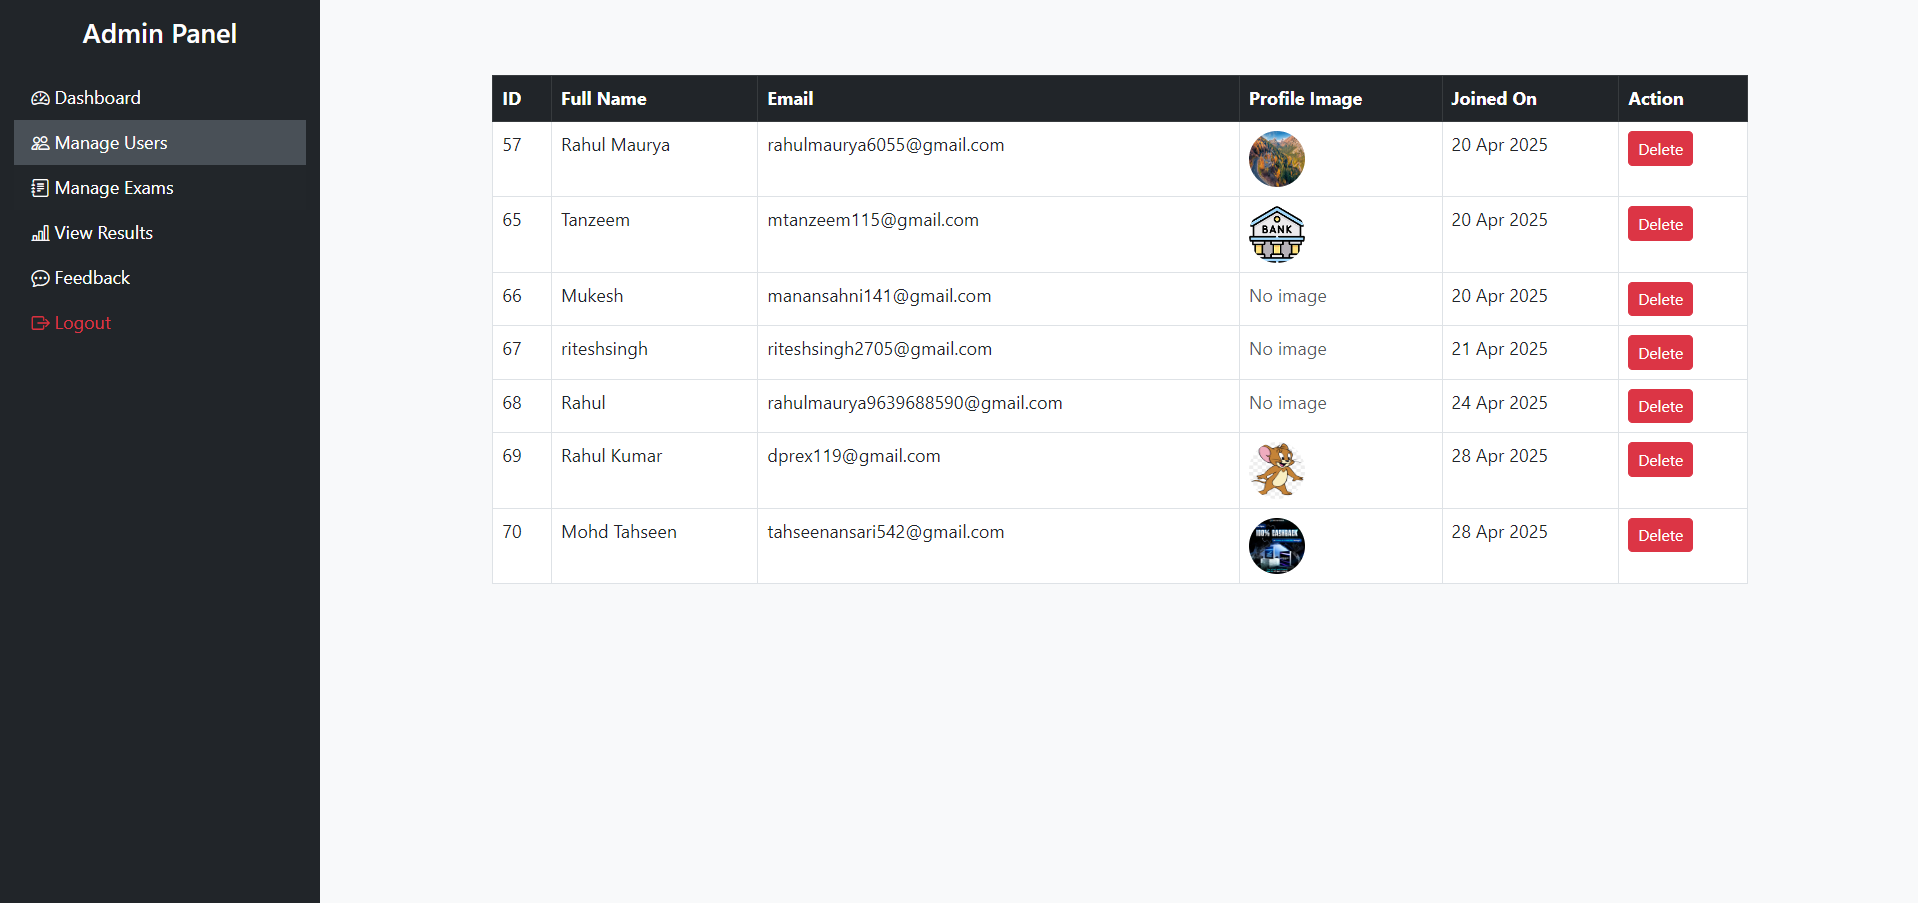 Admin Panel
Dashboard
Manage Users
Manage Exams
View Results
Feedback
Logout
ID Full Name Email Profile Image Joined On Action
57 Rahul Maurya rahulmaurya6055@gmail.com 20 Apr 2025 Delete
65 Tanzeem mtanzeem115@gmail.com BANK 20 Apr 2025 Delete
66 Mukesh manansahni141@gmail.com No image 20 Apr 2025 Delete
67 riteshsingh riteshsingh2705@gmail.com No image 21 Apr 2025 Delete
68 Rahul rahulmaurya9639688590@gmail.com No image 24 Apr 2025 Delete
69 Rahul Kumar dprex119@gmail.com 28 Apr 2025 Delete
70 Mohd Tahseen tahseenansari542@gmail.com 100% CASHBACK 28 Apr 2025 Delete